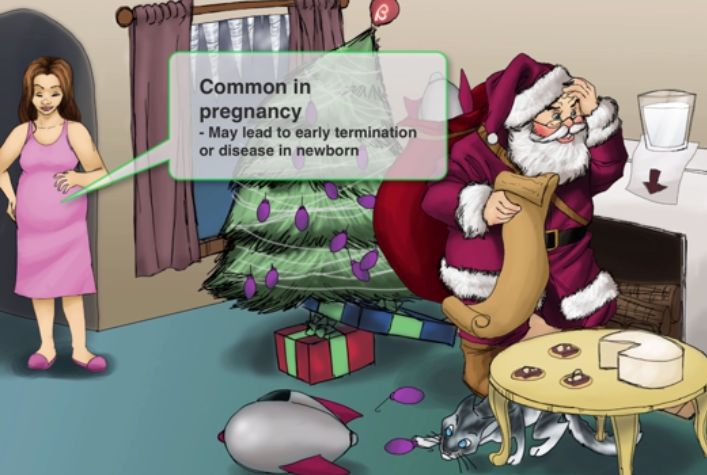 β
Common in
pregnancy
- May lead to early termination
or disease in newborn